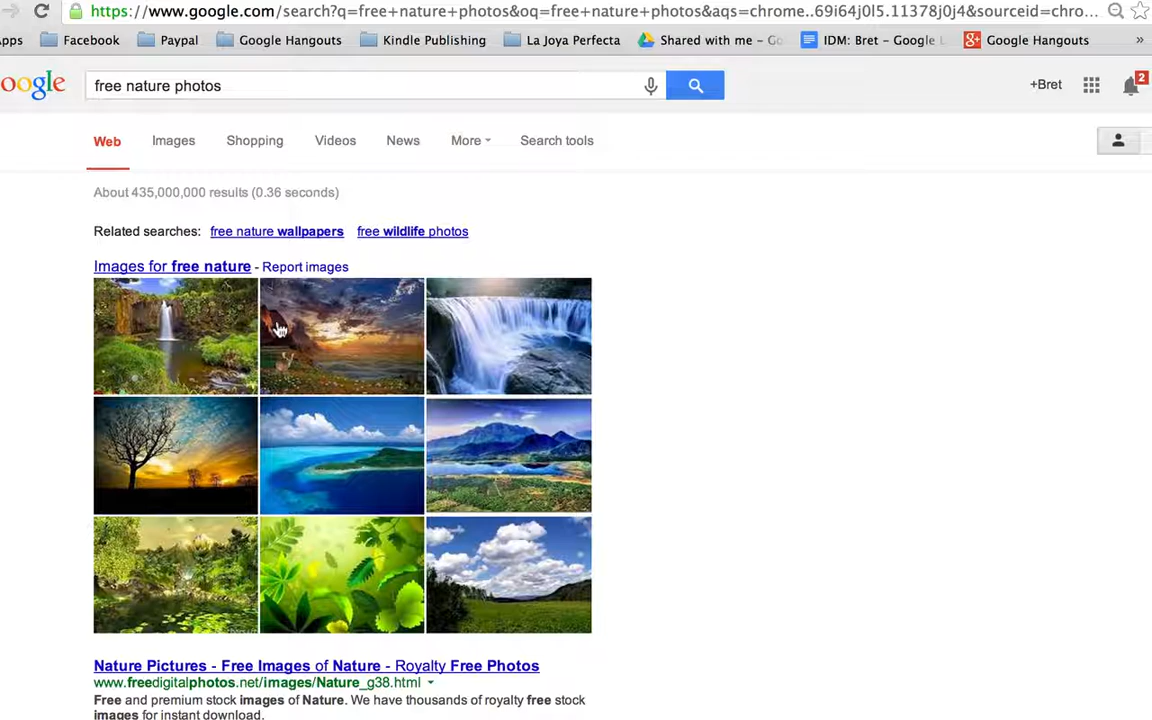 https://www.google.com/search?q=free+nature+photos&oq=free+nature+photos&aqs=chrome..69i64j0l5.11378j0j4&sourceid=chro...
pps Facebook Paypal Google Hangouts Kindle Publishing La Joya Perfecta Shared with me - Go IDM: Bret - Google Google Hangouts »
oogle free nature photos +Bret 2
Web Images Shopping Videos News More Search tools
About 435,000,000 results (0.36 seconds)
Related searches: free nature wallpapers free wildlife photos
Images for free nature - Report images
Nature Pictures - Free Images of Nature - Royalty Free Photos
www.freedigitalphotos.net/images/Nature_g38.html
Free and premium stock images of Nature. We have thousands of royalty free stock
images for instant download.